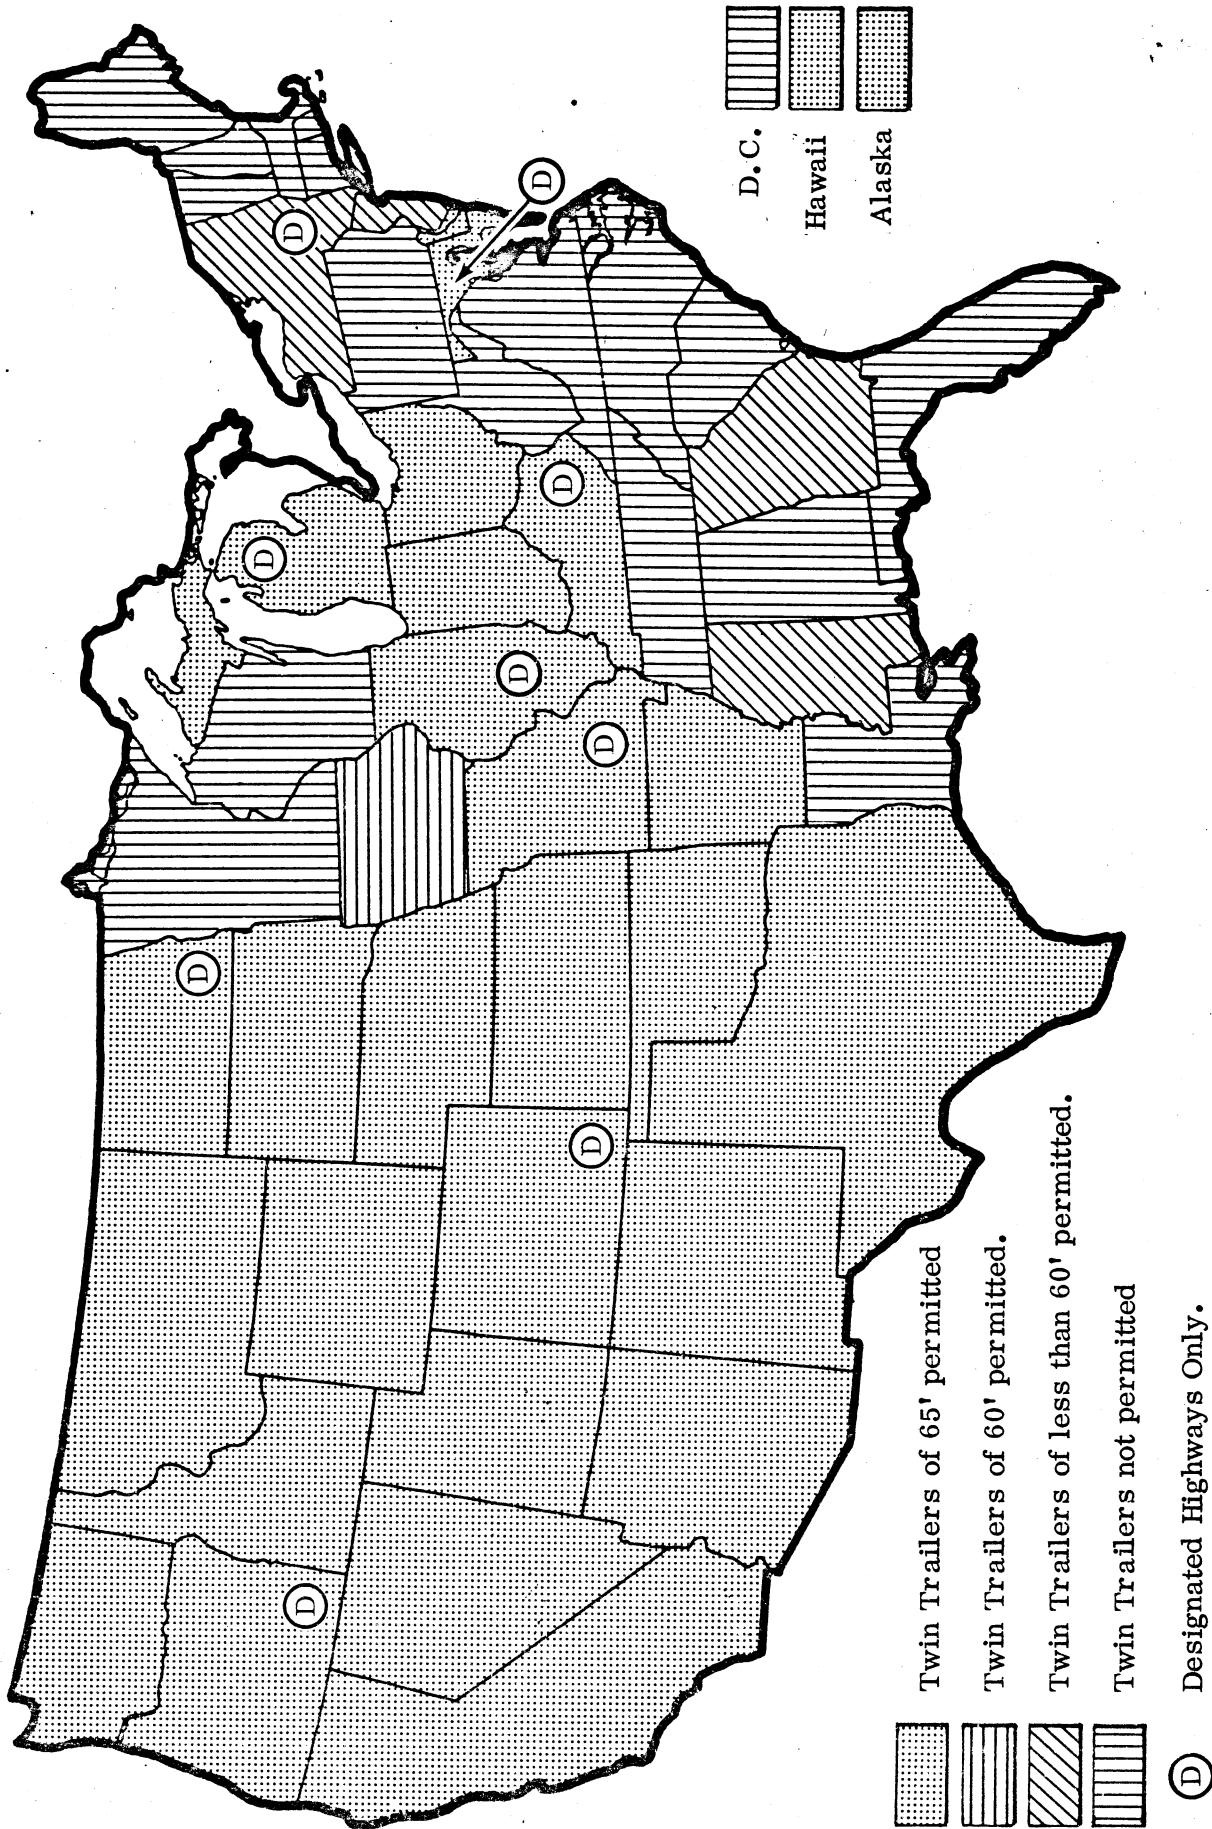 D
D
D
D
D
D
D
D
D
D.C.
Hawaii
Alaska
Twin Trailers of 65' permitted
Twin Trailers of 60' permitted.
Twin Trailers of less than 60' permitted.
Twin Trailers not permitted
D Designated Highways Only.